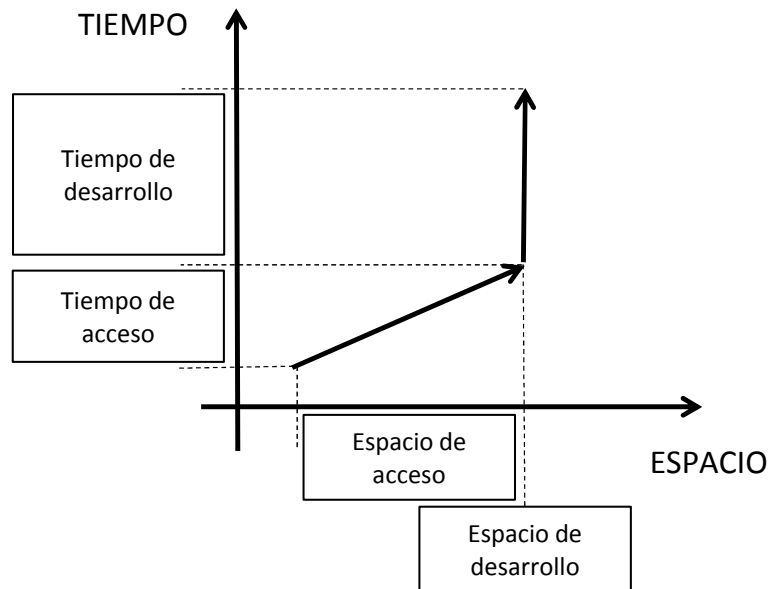 TIEMPO
Tiempo de
desarrollo
Tiempo de
acceso
Espacio de
acceso
ESPACIO
Espacio de
desarrollo